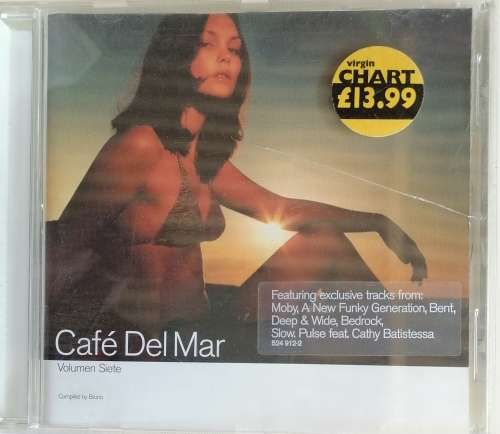 virgin
CHART
£13.99
Featuring exclusive tracks from:
Moby, A New Funky Generation, Bent,
Deep & Wide, Bedrock,
Slow. Pulse feat. Cathy Batistessa
524 912-2
Café Del Mar
Volumen Siete
Compiled by Bruno